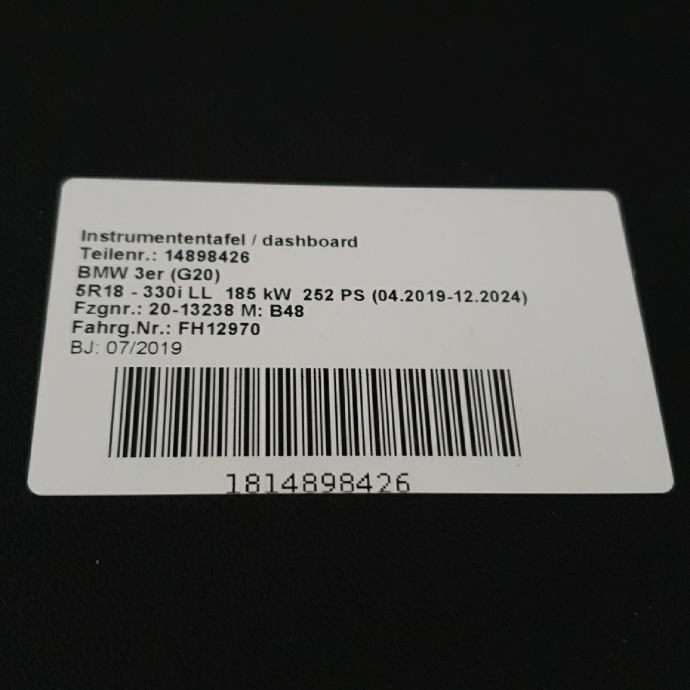 Instrumententafel / dashboard
Teilenr.: 14898426
BMW 3er (G20)
5R18 - 330i LL 185 kW 252 PS (04.2019-12.2024)
Fzgnr.: 20-13238 M: B48
Fahrg.Nr.: FH12970
BJ: 07/2019
1814898426